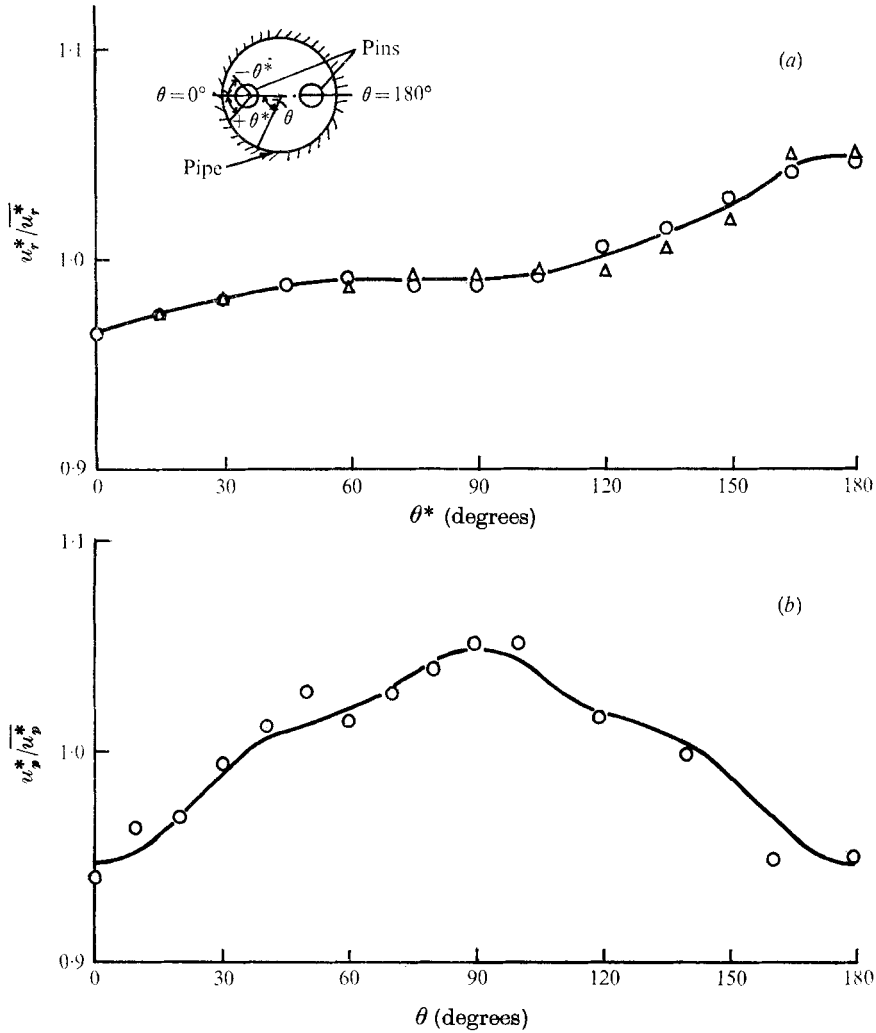 1·1
(a)
Pins
−θ*
θ = 0°
θ = 180°
+ θ*
θ
Pipe
u*r/u*r
1·0
0·9
0 30 60 90 120 150 180
θ* (degrees)
1·1
(b)
u*p/u*p
1·0
0·9
0 30 60 90 120 150 180
θ (degrees)